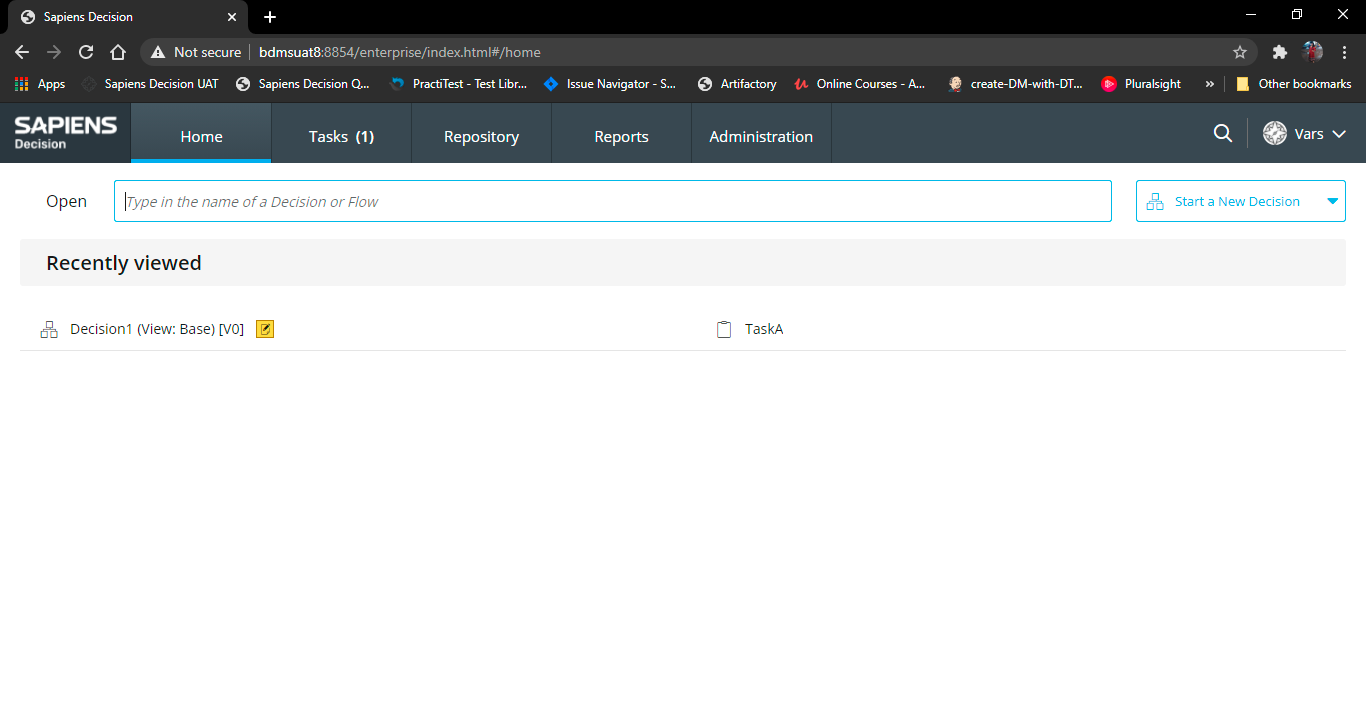 Sapiens Decision
Not secure bdmsuat8:8854/enterprise/index.html#/home
Apps Sapiens Decision UAT Sapiens Decision Q... PractiTest - Test Libr... Issue Navigator - S... Artifactory Online Courses - A... create-DM-with-DT... Pluralsight » Other bookmarks
SAPIENS
Decision
Home Tasks (1) Repository Reports Administration Vars
Open Type in the name of a Decision or Flow Start a New Decision
Recently viewed
Decision1 (View: Base) [V0] TaskA